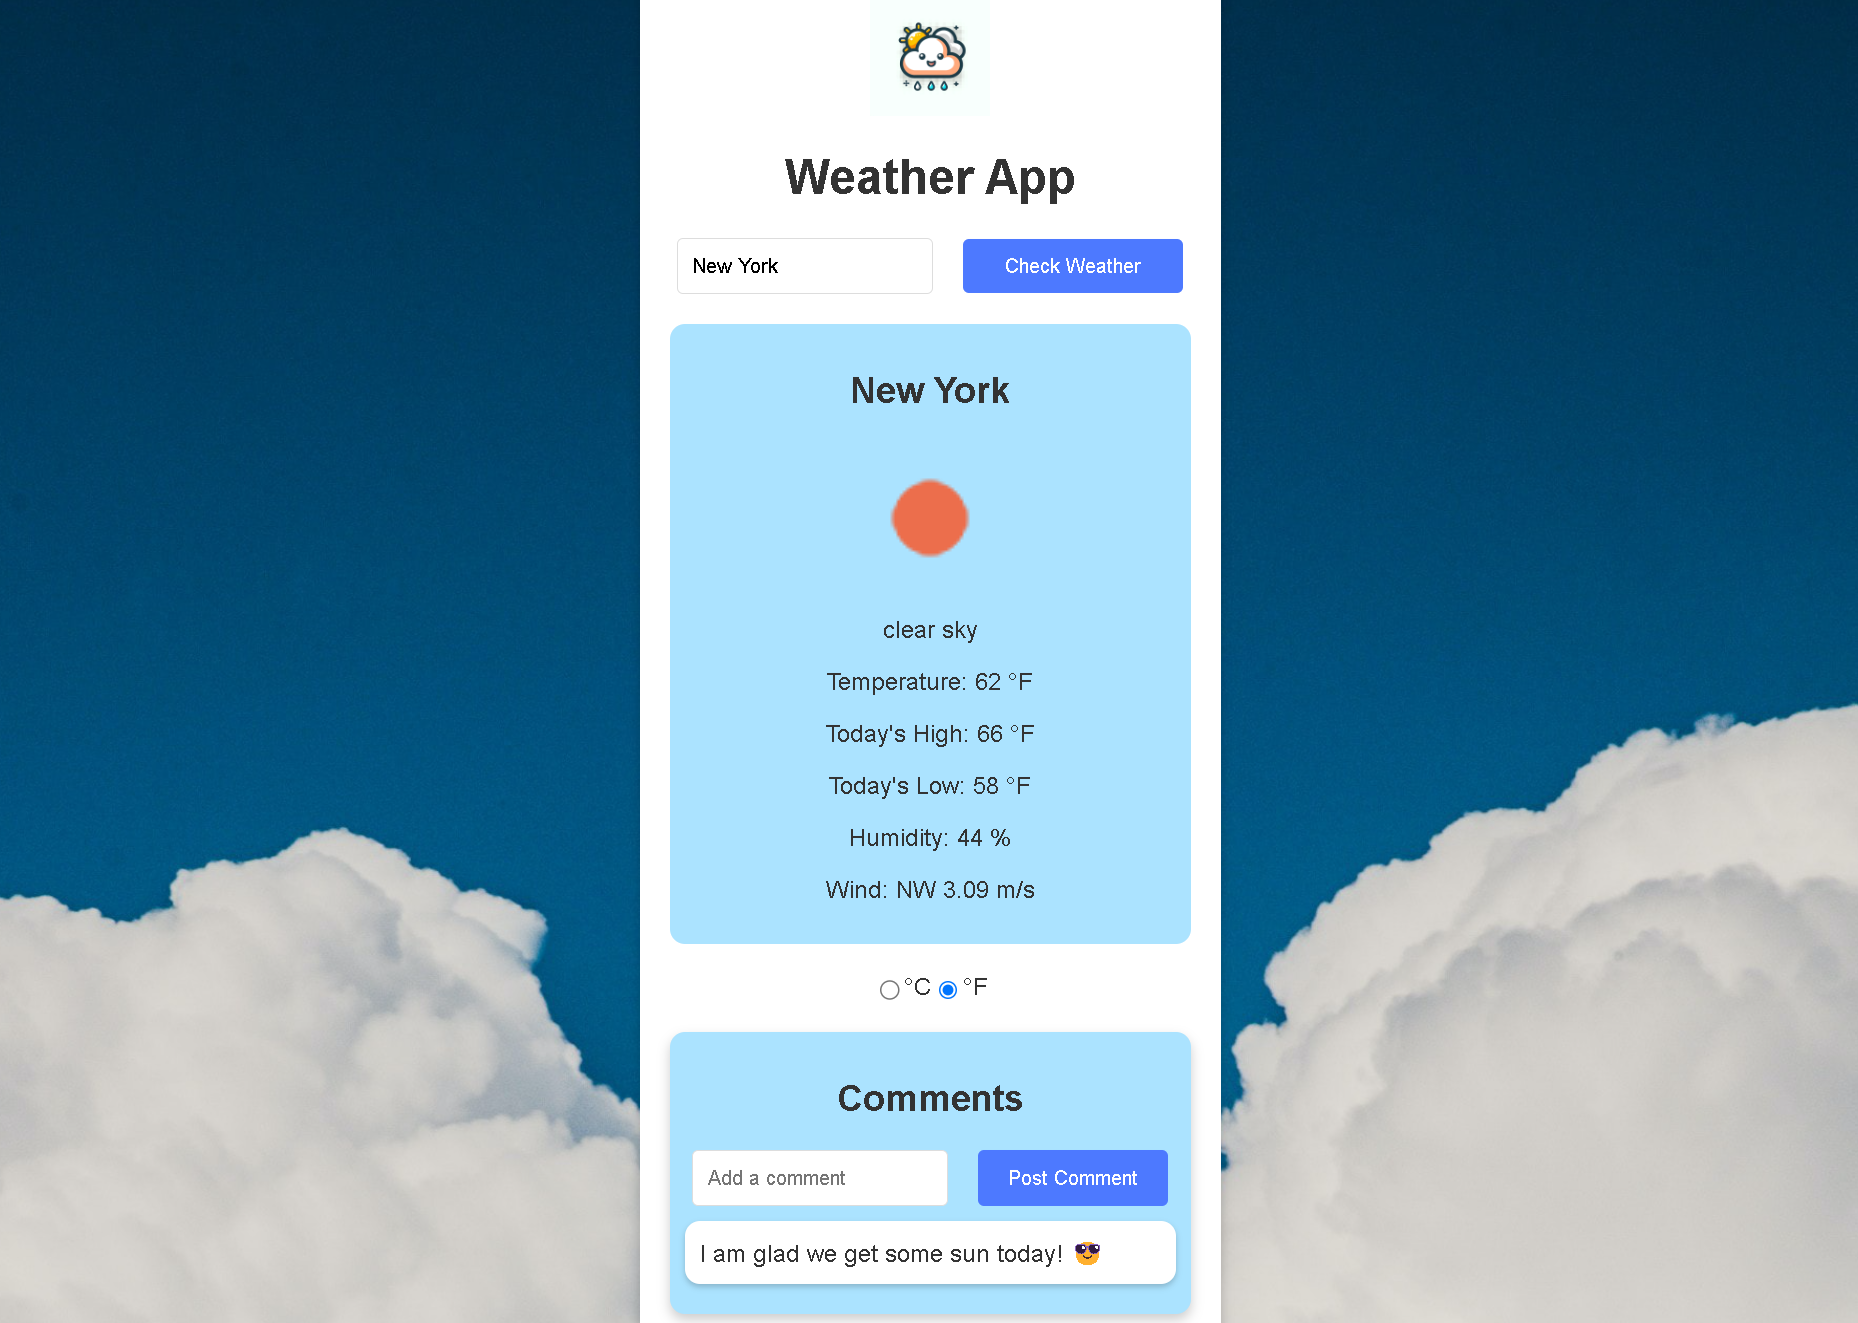 Weather App
New York
Check Weather
New York
clear sky
Temperature: 62 °F
Today's High: 66 °F
Today's Low: 58 °F
Humidity: 44 %
Wind: NW 3.09 m/s
°C °F
Comments
Add a comment
Post Comment
I am glad we get some sun today! 😎